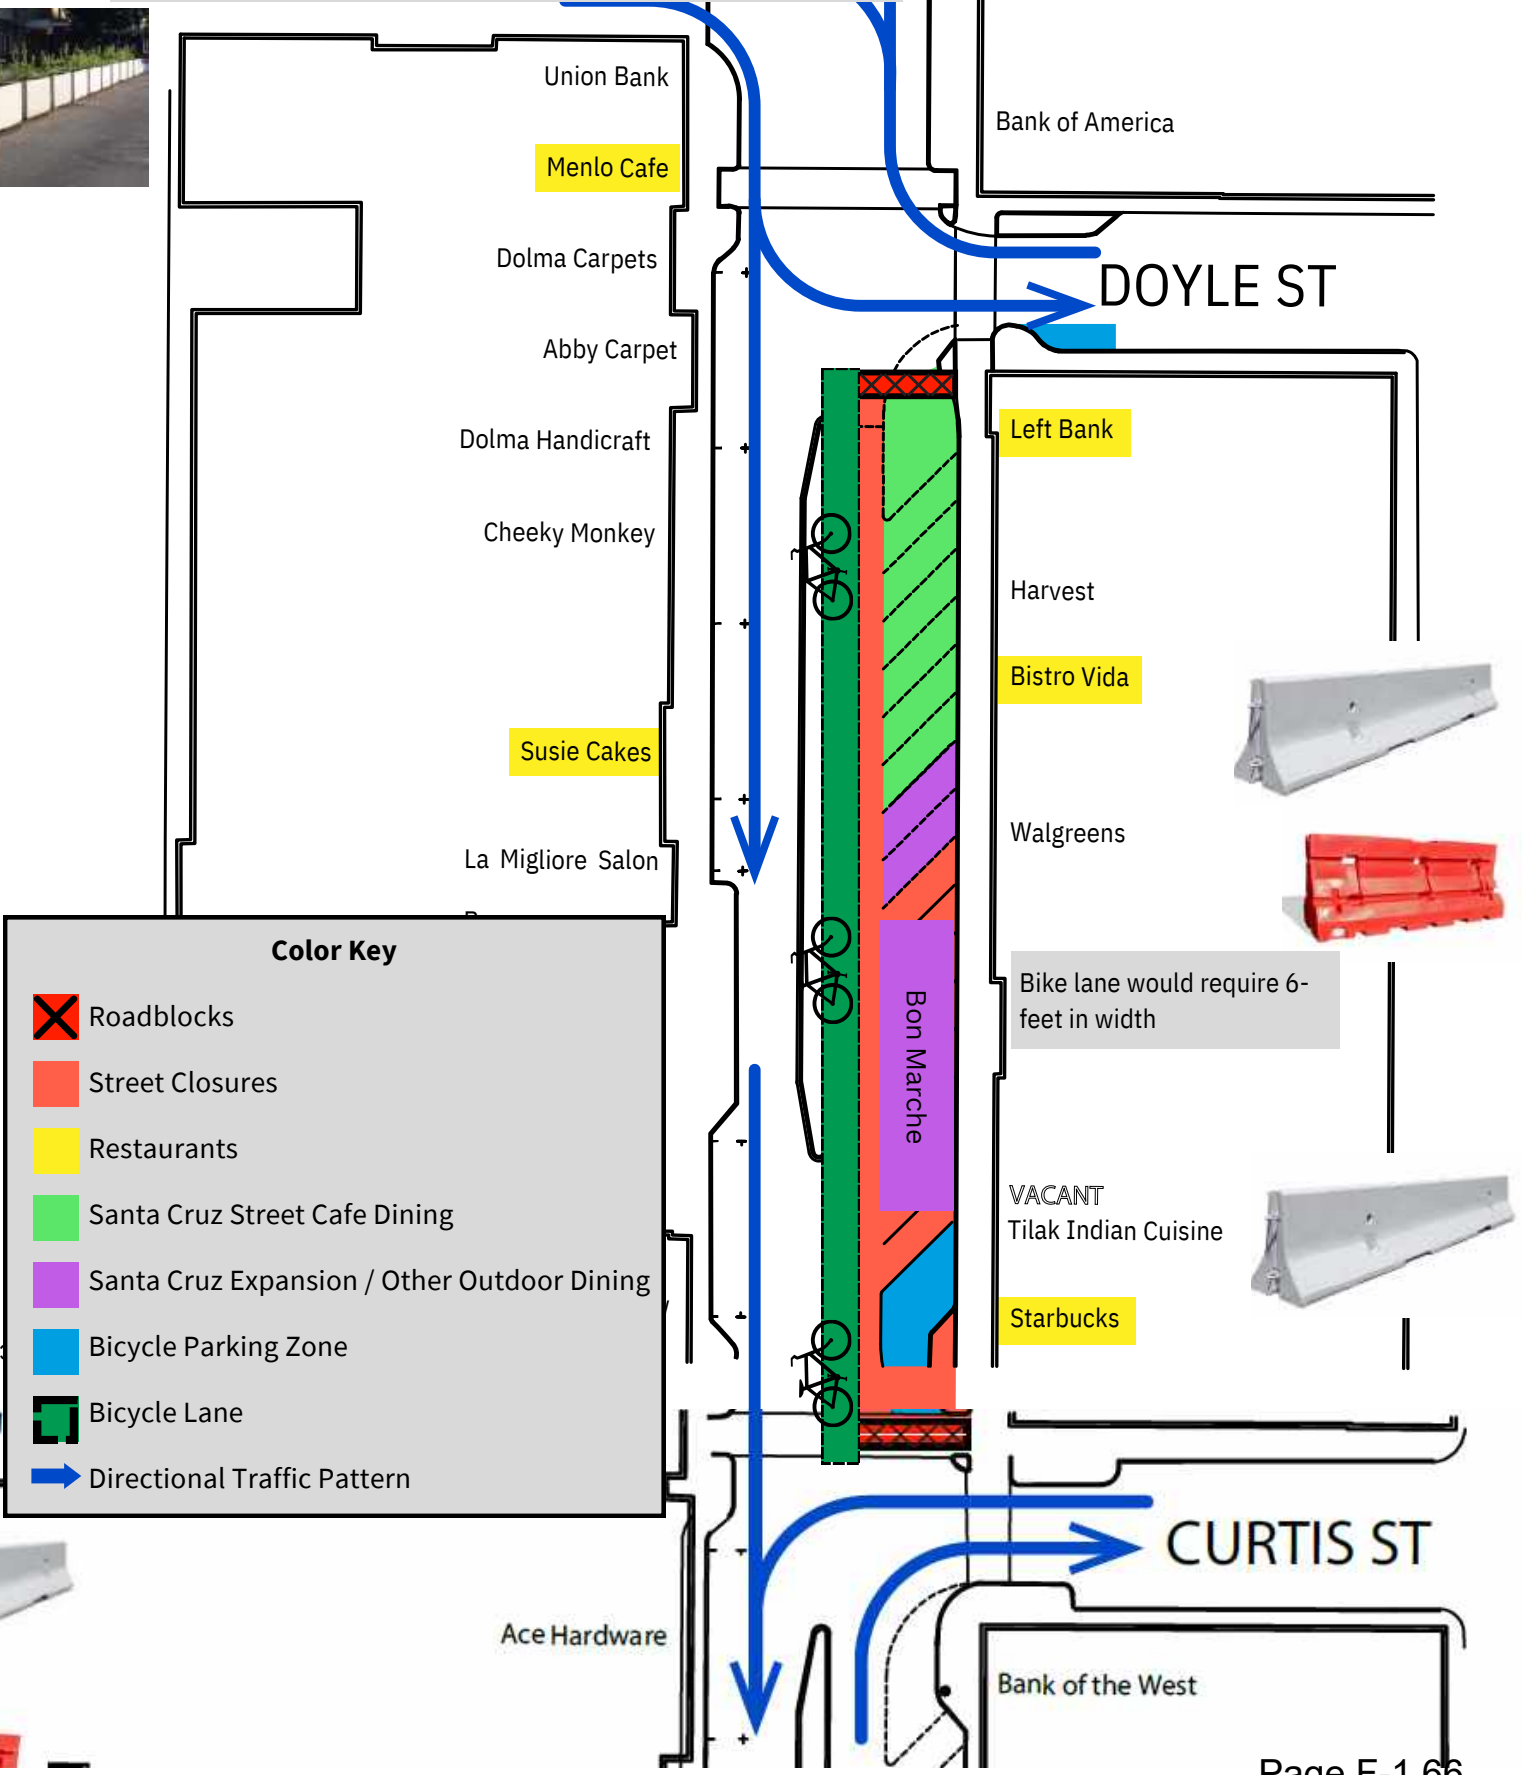 Union Bank
Bank of America
Menlo Cafe
Dolma Carpets
DOYLE ST
Abby Carpet
Left Bank
Dolma Handicraft
Cheeky Monkey
Harvest
Bistro Vida
Susie Cakes
Walgreens
La Migliore Salon
Color Key
Roadblocks
Street Closures
Restaurants
Santa Cruz Street Cafe Dining
Santa Cruz Expansion / Other Outdoor Dining
Bicycle Parking Zone
Bicycle Lane
Directional Traffic Pattern
Bike lane would require 6-
feet in width
Bon Marche
VACANT
Tilak Indian Cuisine
Starbucks
CURTIS ST
Ace Hardware
Bank of the West
Page F-1.66